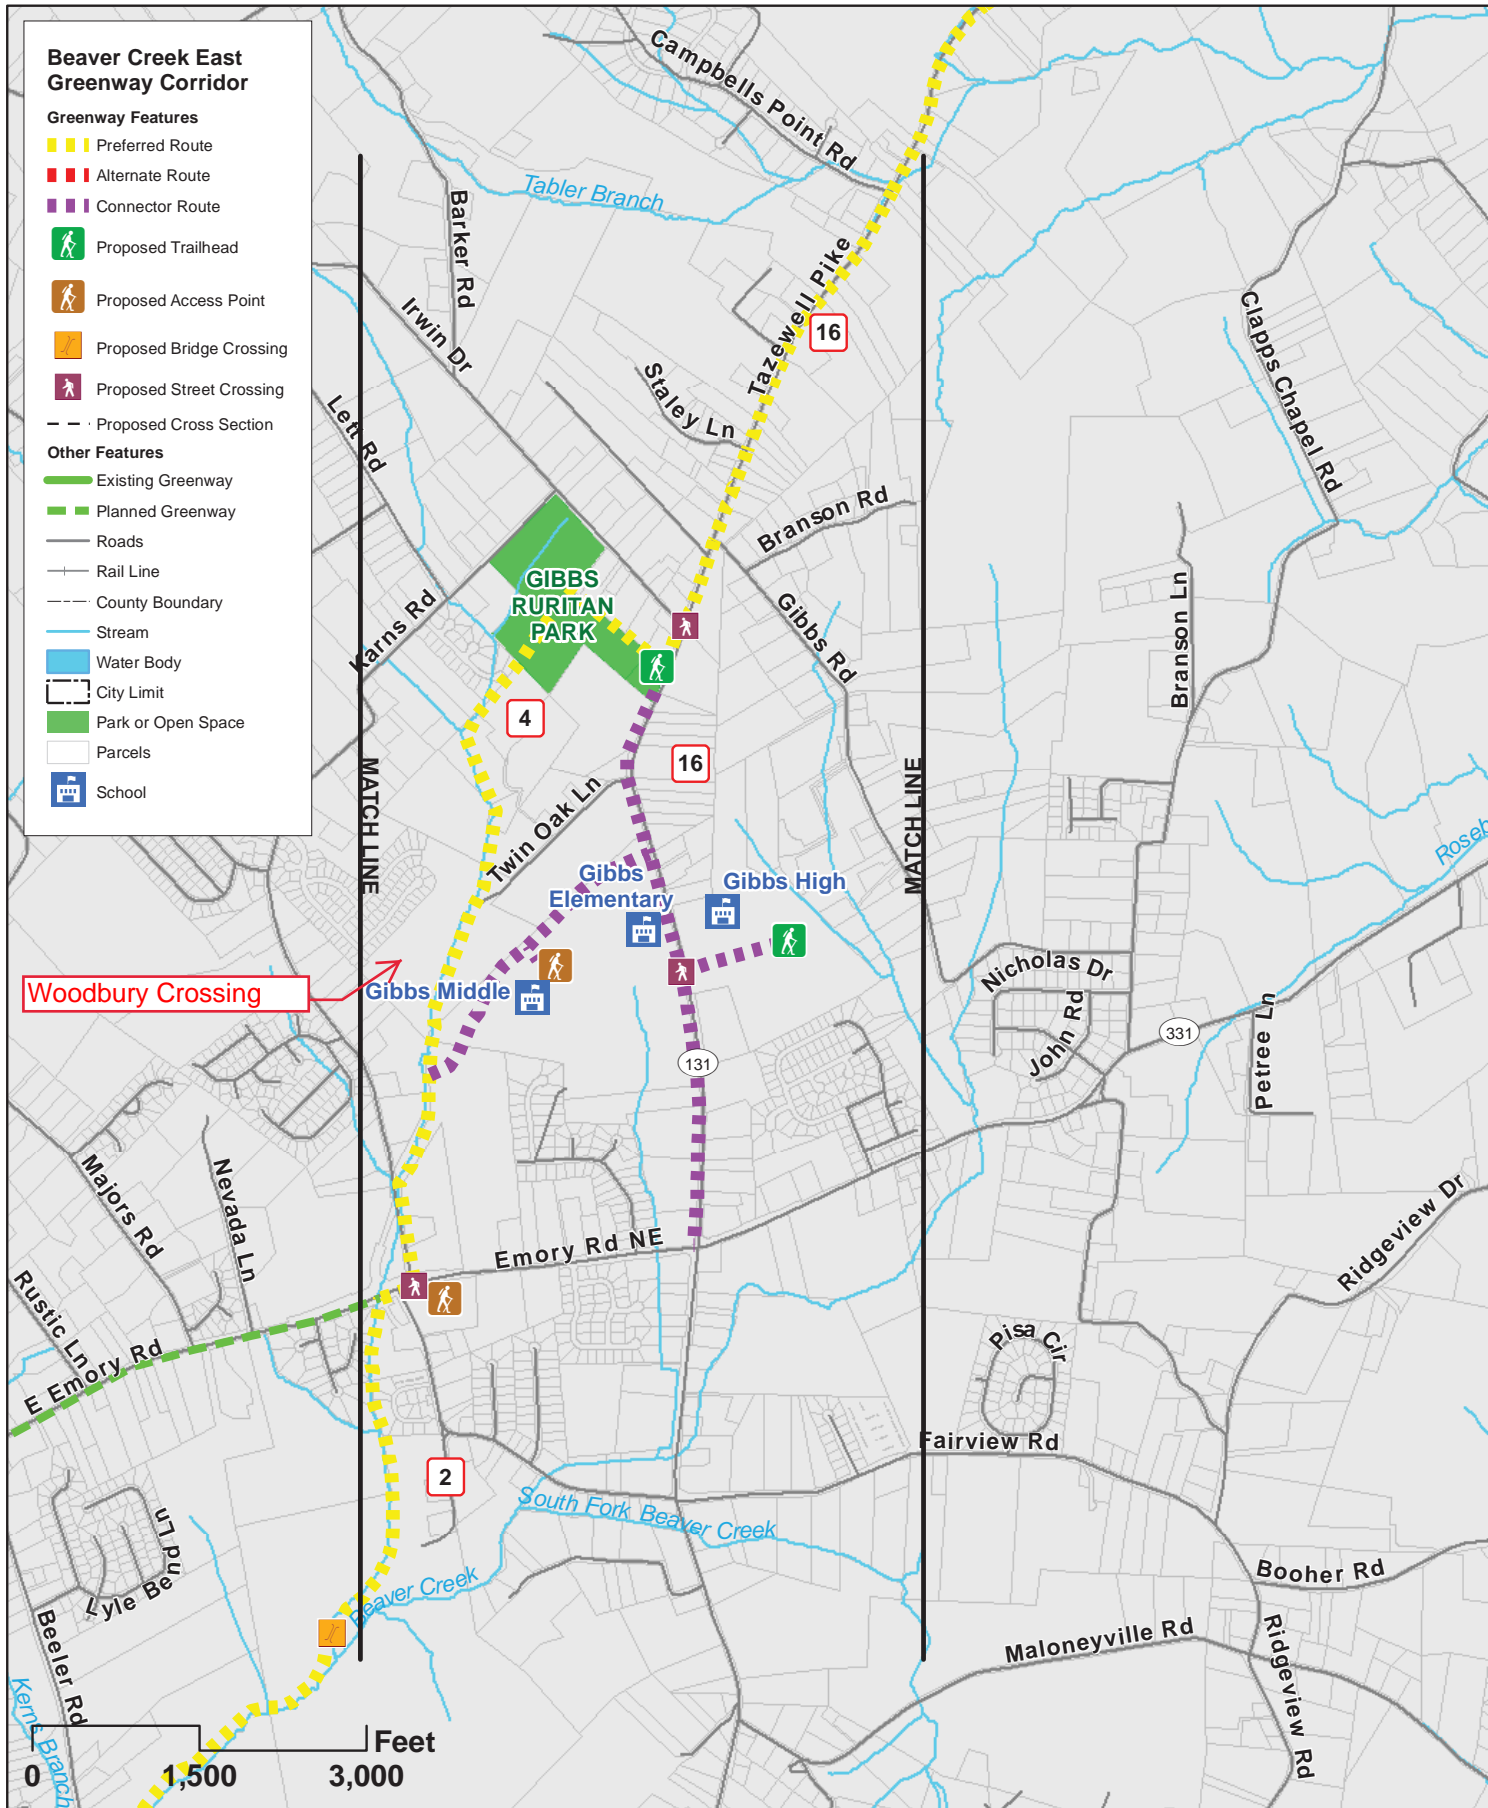 Beaver Creek East
Greenway Corridor
Greenway Features
Preferred Route
Alternate Route
Connector Route
Proposed Trailhead
Proposed Access Point
Proposed Bridge Crossing
Proposed Street Crossing
Proposed Cross Section
Other Features
Existing Greenway
Planned Greenway
Roads
Rail Line
County Boundary
Stream
Water Body
City Limit
Park or Open Space
Parcels
School
Campbells Point Rd
Tabler Branch
Barker Rd
Tazewell Pike
16
Irwin Dr
Clapps Chapel Rd
Staley Ln
Lett Rd
Branson Rd
GIBBS
RURITAN
PARK
Karns Rd
Gibbs Rd
Branson Ln
4
16
MATCH LINE
MATCH LINE
Twin Oak Ln
Roseb
Gibbs
Elementary
Gibbs High
Woodbury Crossing
Gibbs Middle
Nicholas Dr
John Rd
331
Petree Ln
131
Majors Rd
Nevada Ln
Emory Rd NE
Ridgeview Dr
Rustic Ln
E Emory Rd
Pisa Cir
Fairview Rd
2
South Fork Beaver Creek
Lyle Be
nd Ln
Beaver Creek
Booher Rd
Beeler Rd
Maloneyville Rd
Ridgeview Rd
Kerns Branch
Feet
0
1,500
3,000